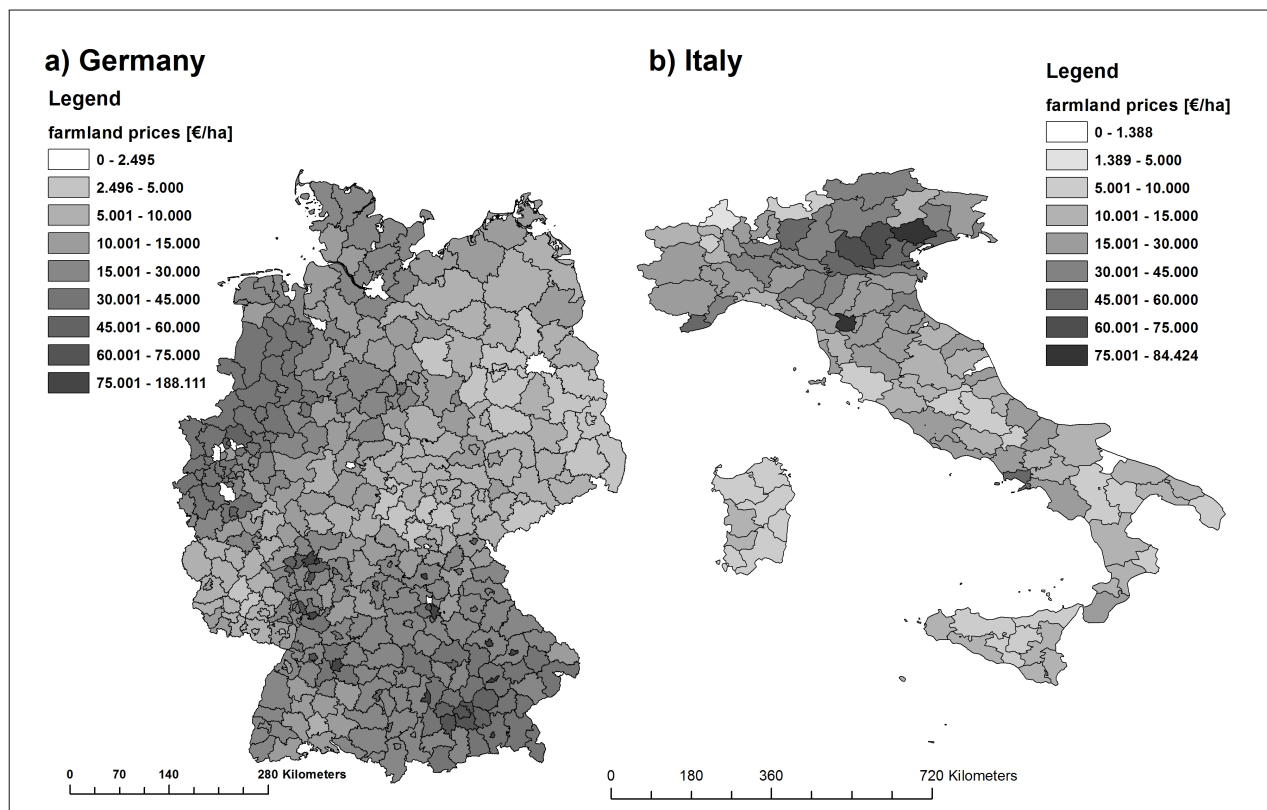 a) Germany
Legend
farmland prices [€/ha]
0 - 2.495
2.496 - 5.000
5.001 - 10.000
10.001 - 15.000
15.001 - 30.000
30.001 - 45.000
45.001 - 60.000
60.001 - 75.000
75.001 - 188.111
0 70 140 280 Kilometers
b) Italy
Legend
farmland prices [€/ha]
0 - 1.388
1.389 - 5.000
5.001 - 10.000
10.001 - 15.000
15.001 - 30.000
30.001 - 45.000
45.001 - 60.000
60.001 - 75.000
75.001 - 84.424
0 180 360 720 Kilometers